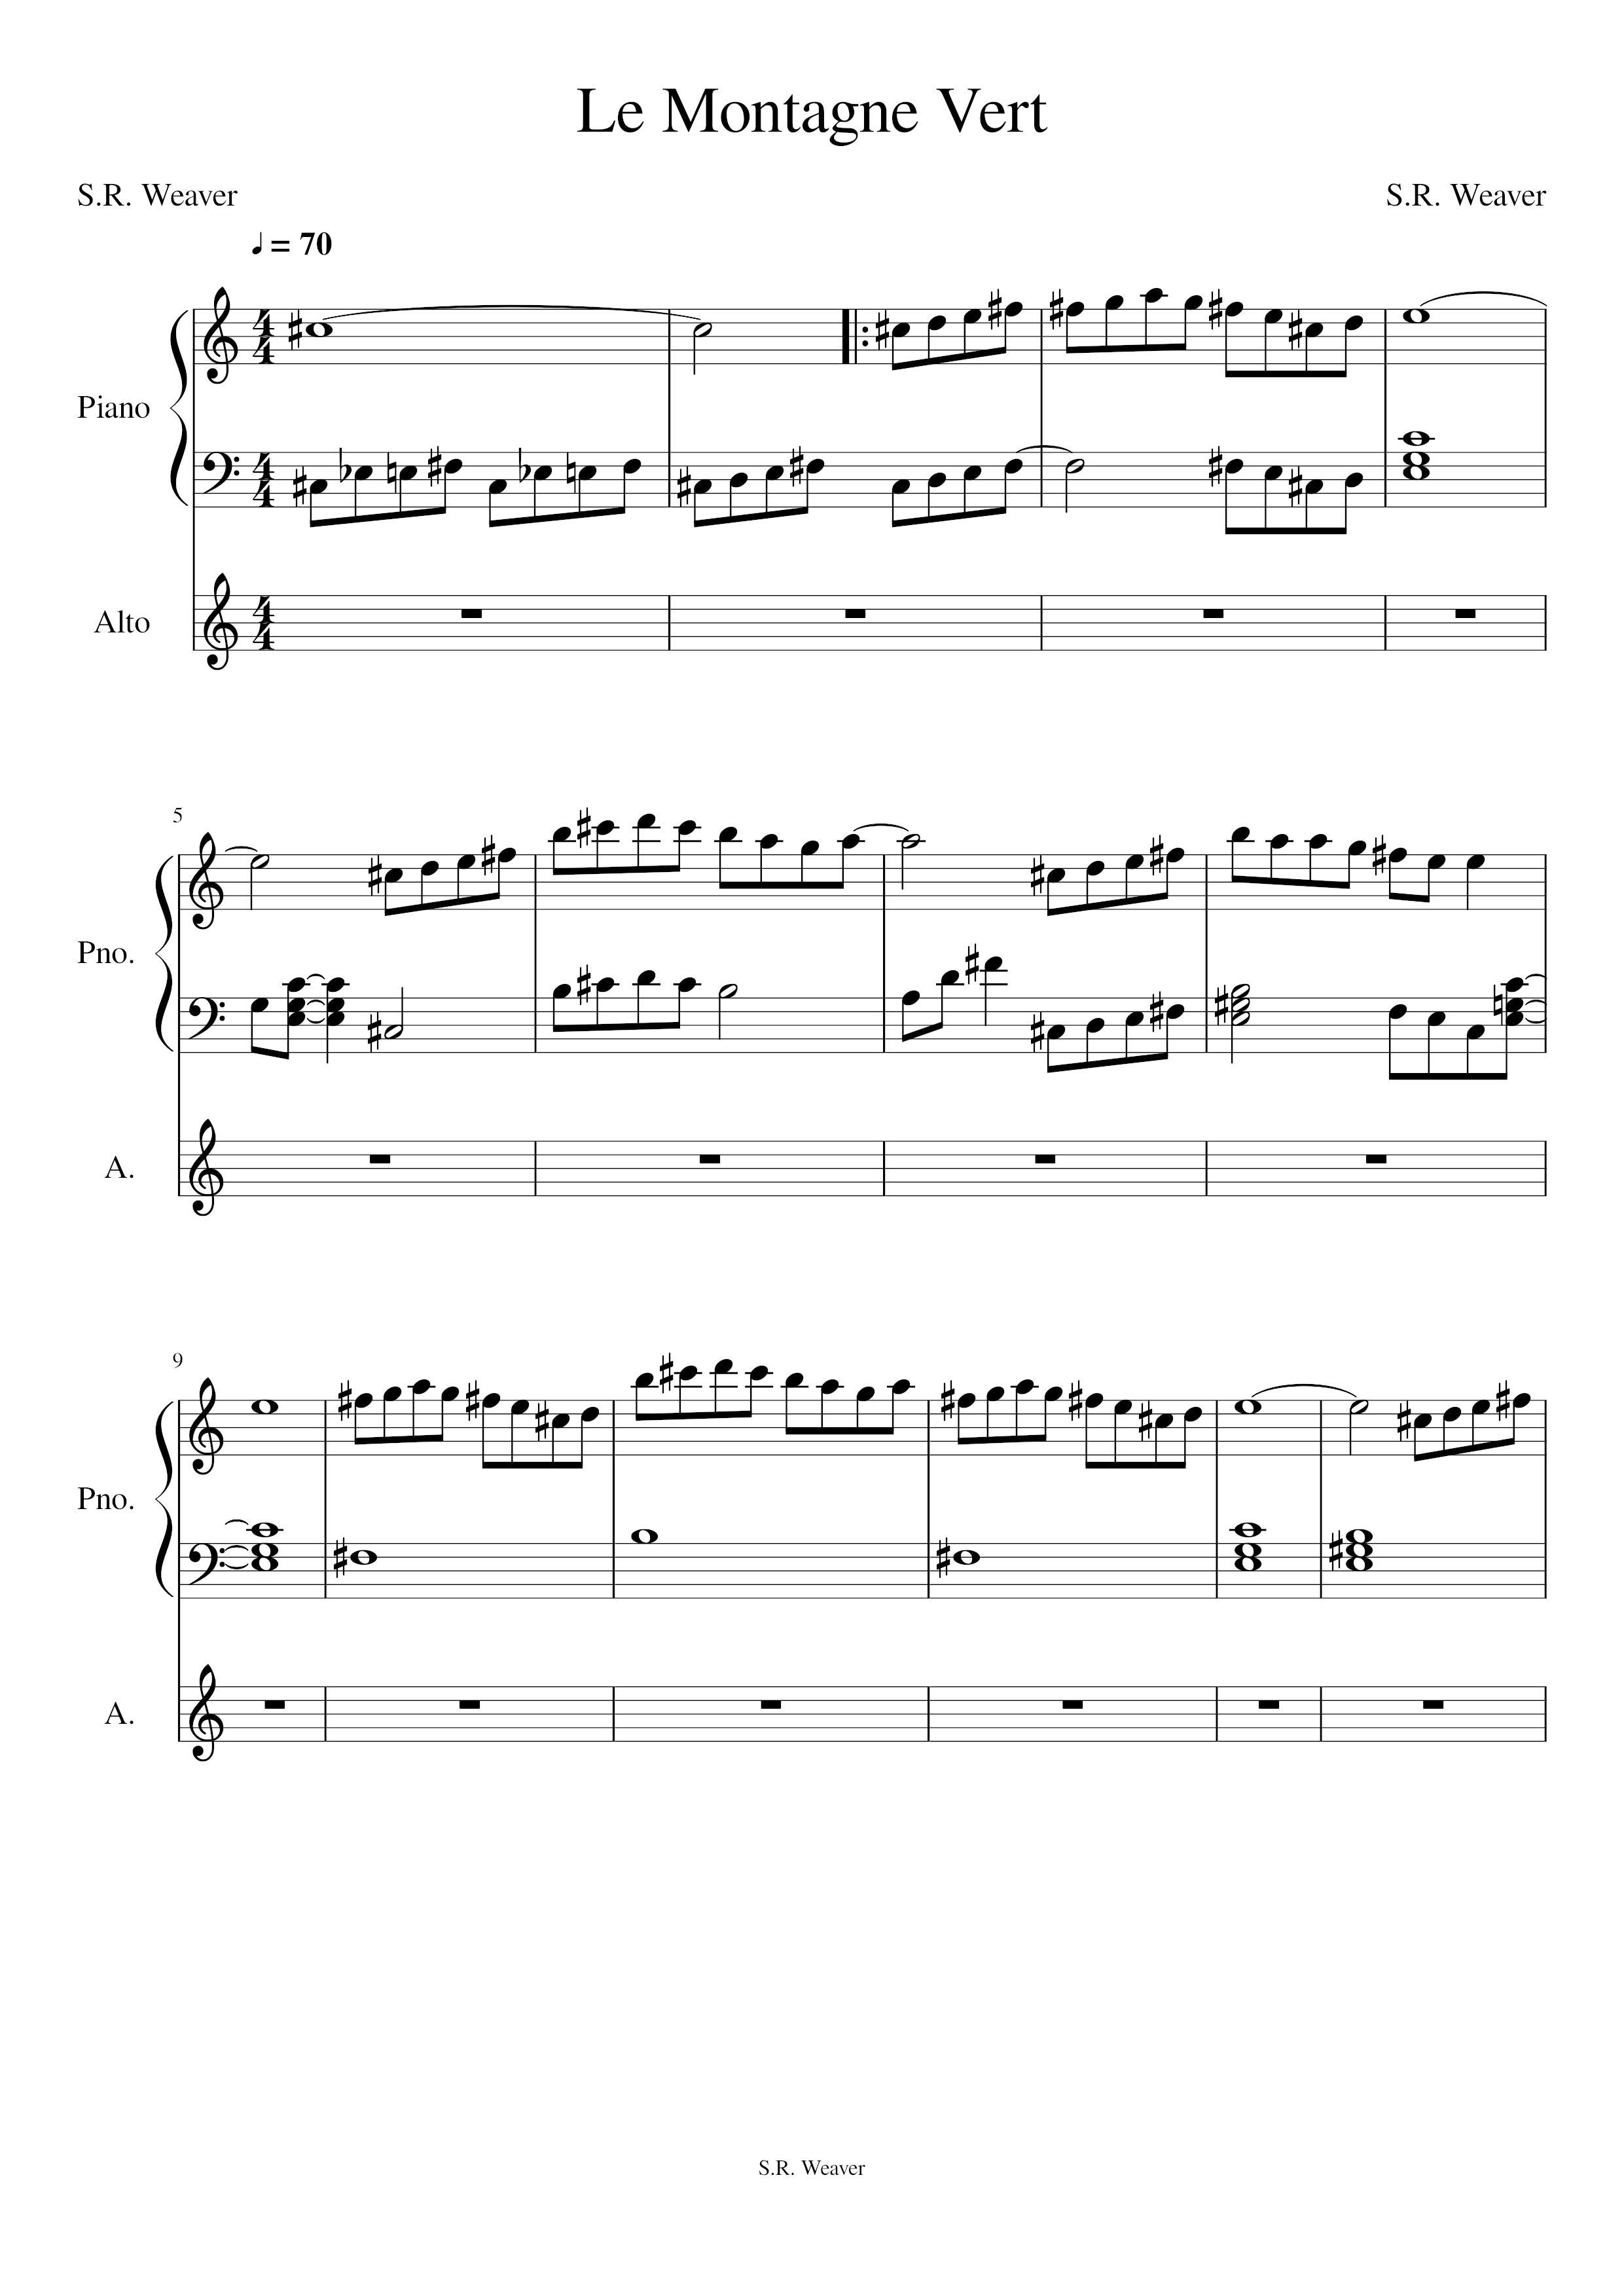 Le Montagne Vert
S.R. Weaver
S.R. Weaver
♩ = 70
Piano
Alto
5
Pno.
A.
9
Pno.
A.
S.R. Weaver